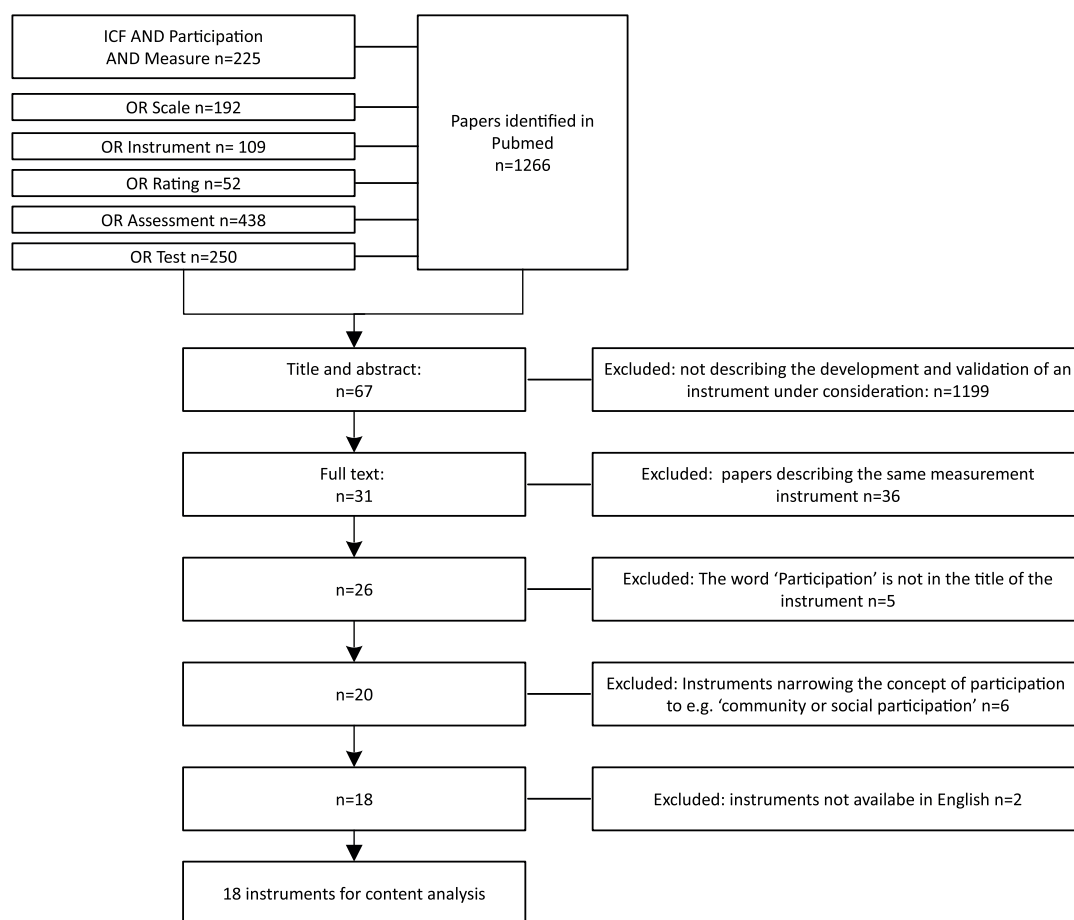 ICF AND Participation
AND Measure n=225
OR Scale n=192
OR Instrument n= 109
OR Rating n=52
OR Assessment n=438
OR Test n=250
Papers identified in
Pubmed
n=1266
Title and abstract:
n=67
Excluded: not describing the development and validation of an
instrument under consideration: n=1199
Full text:
n=31
Excluded:  papers describing the same measurement
instrument n=36
n=26
Excluded: The word ‘Participation’ is not in the title of the
instrument n=5
n=20
Excluded: Instruments narrowing the concept of participation
to e.g. ‘community or social participation’ n=6
n=18
Excluded: instruments not availabe in English n=2
18 instruments for content analysis